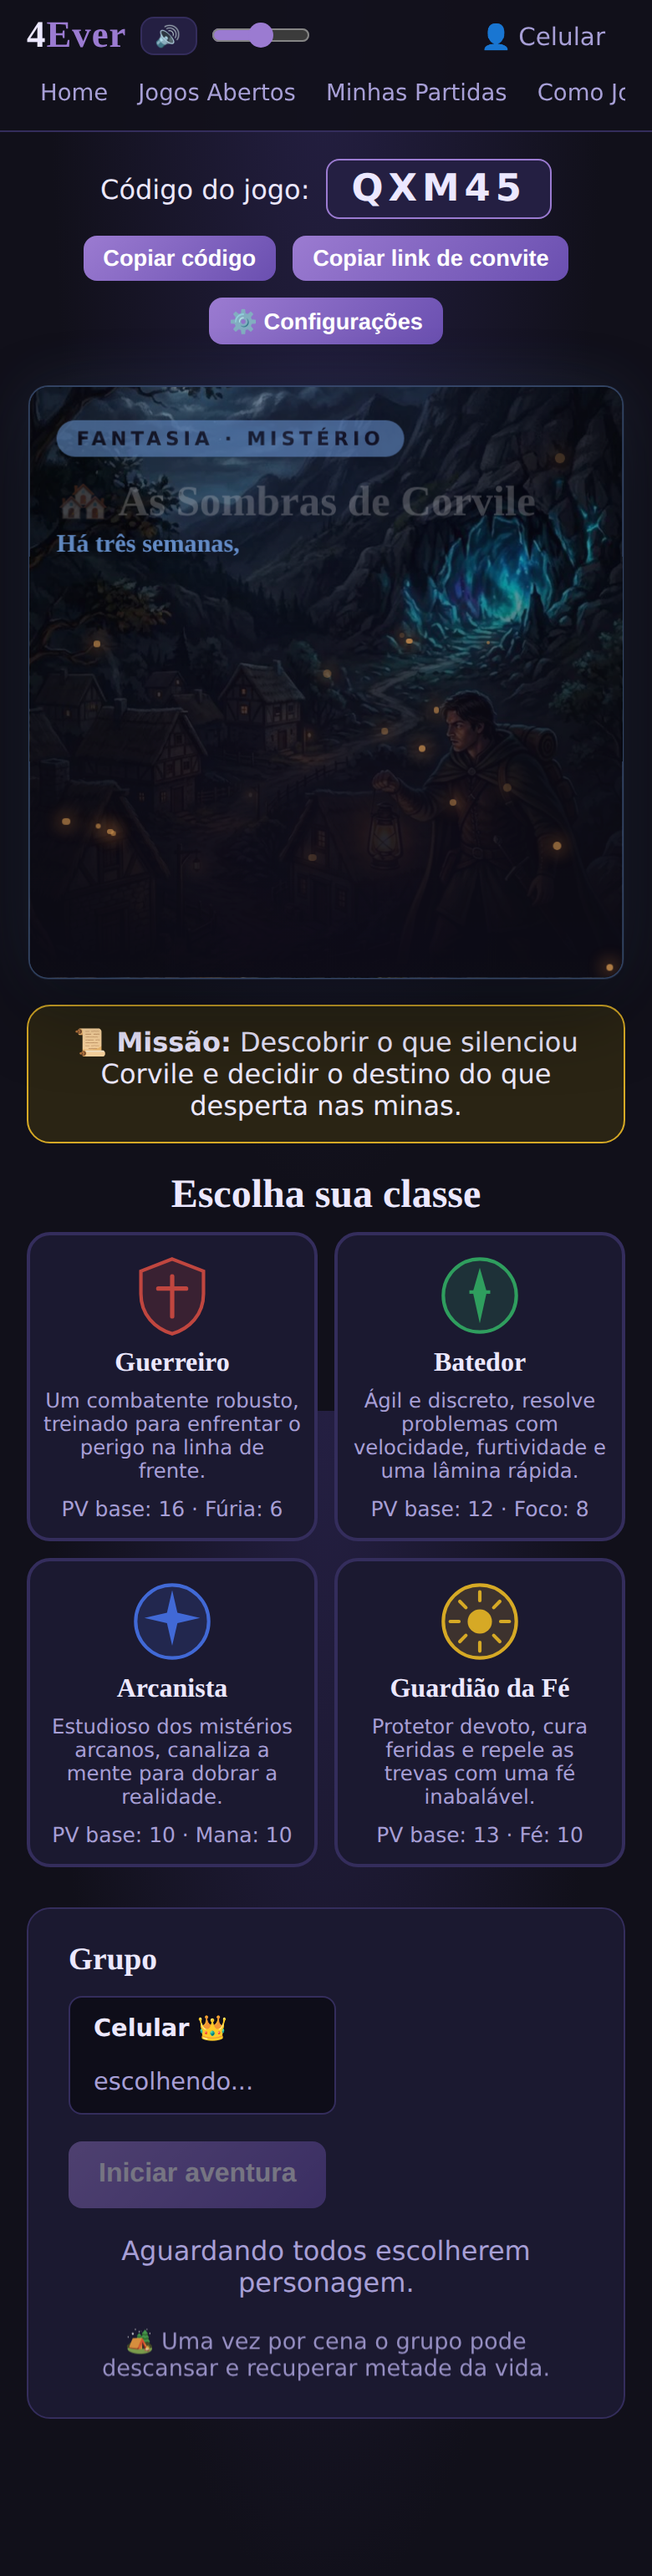 4Ever 🔊 👤 Celular
Home Jogos Abertos Minhas Partidas Como Jo
Código do jogo: QXM45
Copiar código Copiar link de convite
⚙️ Configurações
FANTASIA · MISTÉRIO
🏘️ As Sombras de Corvile
Há três semanas,
📜 Missão: Descobrir o que silenciou
Corvile e decidir o destino do que
desperta nas minas.
Escolha sua classe
Guerreiro
Um combatente robusto,
treinado para enfrentar o
perigo na linha de
frente.
PV base: 16 · Fúria: 6
Batedor
Ágil e discreto, resolve
problemas com
velocidade, furtividade e
uma lâmina rápida.
PV base: 12 · Foco: 8
Arcanista
Estudioso dos mistérios
arcanos, canaliza a
mente para dobrar a
realidade.
PV base: 10 · Mana: 10
Guardião da Fé
Protetor devoto, cura
feridas e repele as
trevas com uma fé
inabalável.
PV base: 13 · Fé: 10
Grupo
Celular 👑
escolhendo...
Iniciar aventura
Aguardando todos escolherem
personagem.
🏕️ Uma vez por cena o grupo pode
descansar e recuperar metade da vida.